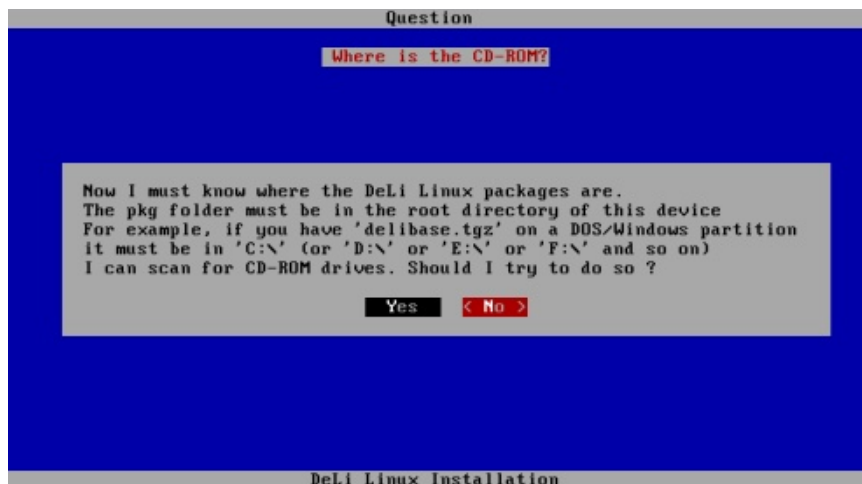 Question
Where is the CD-ROM?
Now I must know where the DeLi Linux packages are.
The pkg folder must be in the root directory of this device
For example, if you have 'delibase.tgz' on a DOS/Windows partition
it must be in 'C:\' (or 'D:\' or 'E:\' or 'F:\' and so on)
I can scan for CD-ROM drives. Should I try to do so ?
Yes < No >
DeLi Linux Installation